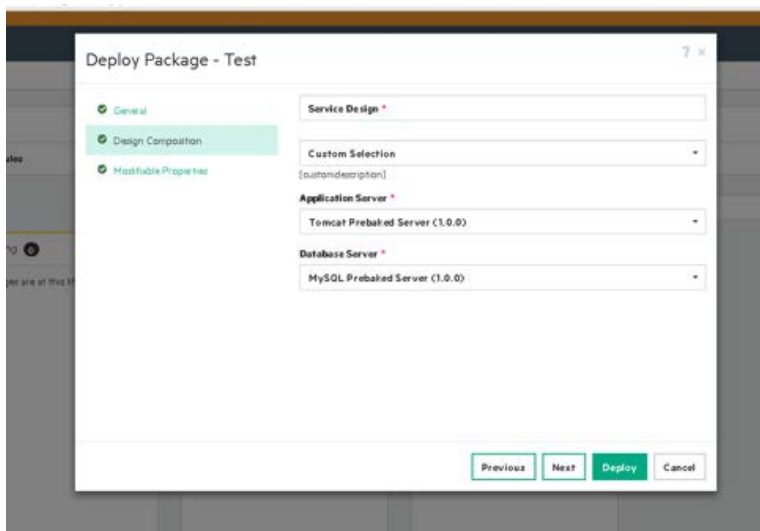 Deploy Package - Test
? ×
General
Design Composition
Modifiable Properties
Service Design *
Custom Selection
[customdescription]
Application Server *
Tomcat Prebaked Server (1.0.0)
Database Server *
MySQL Prebaked Server (1.0.0)
Previous
Next
Deploy
Cancel